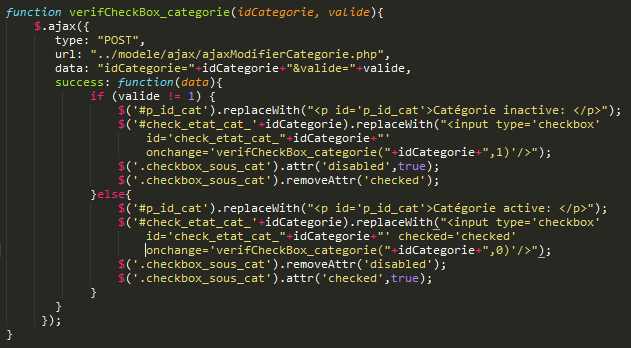 function verifCheckBox_categorie(idCategorie, valide){
$.ajax({
type: "POST",
url: "../modele/ajax/ajaxModifierCategorie.php",
data: "idCategorie="+idCategorie+"&valide="+valide,
success: function(data){
if (valide != 1) {
$('#p_id_cat').replaceWith("<p id='p_id_cat'>Catégorie inactive: </p>");
$('#check_etat_cat_'+idCategorie).replaceWith("<input type='checkbox'
id='check_etat_cat_"+idCategorie+"'
onchange='verifCheckBox_categorie("+idCategorie+",1)'/>");
$('.checkbox_sous_cat').attr('disabled',true);
$('.checkbox_sous_cat').removeAttr('checked');
}else{
$('#p_id_cat').replaceWith("<p id='p_id_cat'>Catégorie active: </p>");
$('#check_etat_cat_'+idCategorie).replaceWith("<input type='checkbox'
id='check_etat_cat_"+idCategorie+"' checked='checked'
onchange='verifCheckBox_categorie("+idCategorie+",0)'/>");
$('.checkbox_sous_cat').removeAttr('disabled');
$('.checkbox_sous_cat').attr('checked',true);
}
}
});
}